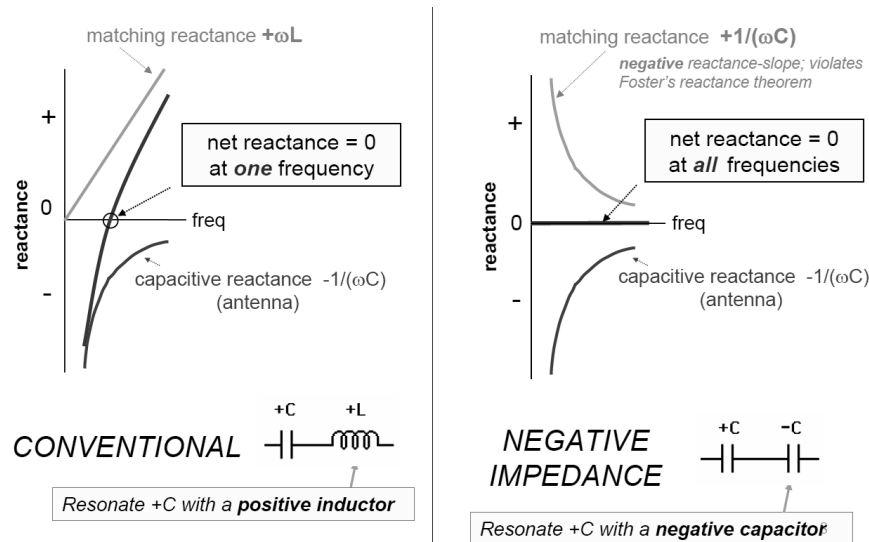 matching reactance +ωL
+
0
-
reactance
freq
net reactance = 0
at one frequency
capacitive reactance -1/(ωC)
(antenna)
CONVENTIONAL
+C
+L
Resonate +C with a positive inductor
matching reactance +1/(ωC)
negative reactance-slope; violates
Foster's reactance theorem
+
0
-
reactance
freq
net reactance = 0
at all frequencies
capacitive reactance -1/(ωC)
(antenna)
NEGATIVE
IMPEDANCE
+C
−C
Resonate +C with a negative capacitor